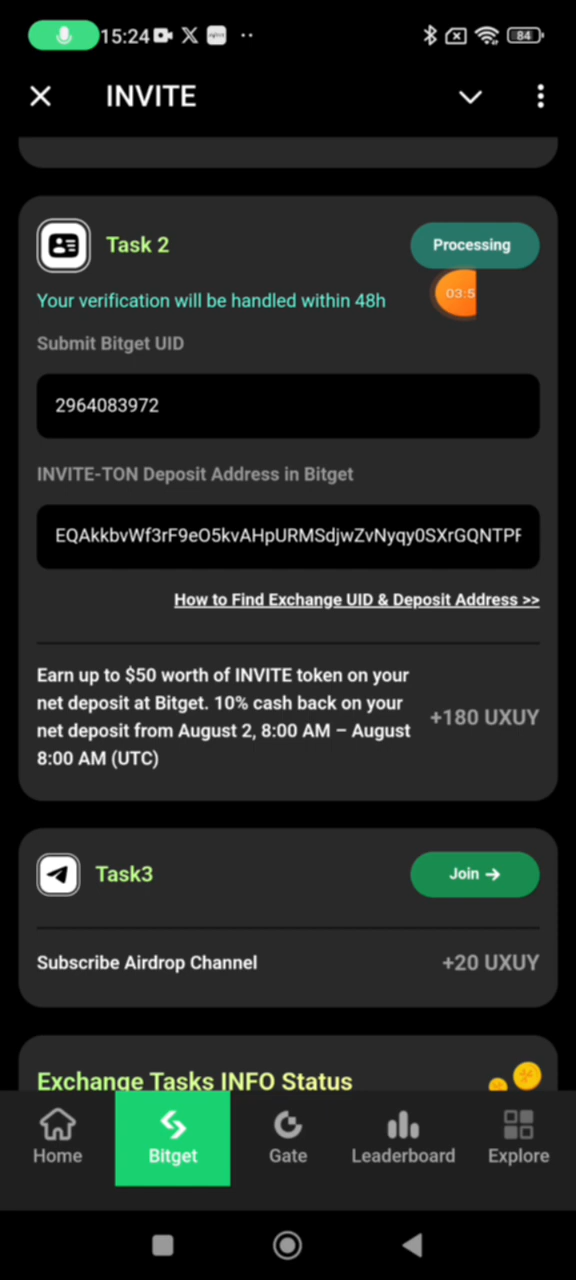 15:24
84
INVITE
Task 2
Processing
Your verification will be handled within 48h
03:5
Submit Bitget UID
2964083972
INVITE-TON Deposit Address in Bitget
EQAkkbvWf3rF9eO5kvAHpURMSdjwZvNyqy0SXrGQNTPF
How to Find Exchange UID & Deposit Address >>
Earn up to $50 worth of INVITE token on your
net deposit at Bitget. 10% cash back on your
net deposit from August 2, 8:00 AM – August
8:00 AM (UTC)
+180 UXUY
Task3
Join →
Subscribe Airdrop Channel
+20 UXUY
Exchange Tasks INFO Status
Home
Bitget
Gate
Leaderboard
Explore